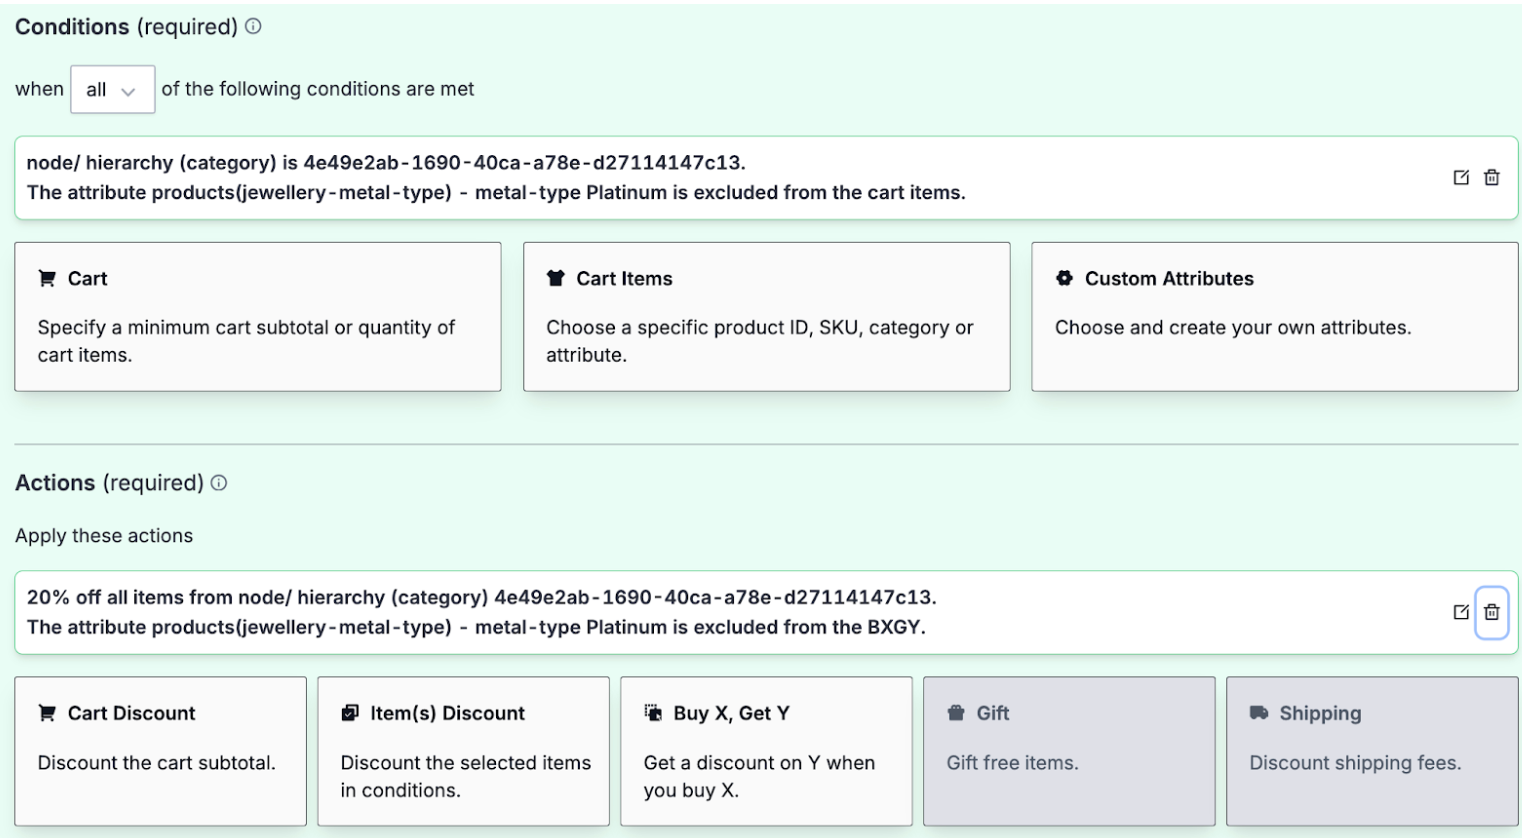 Conditions (required)
when all of the following conditions are met
node/ hierarchy (category) is 4e49e2ab-1690-40ca-a78e-d27114147c13.
The attribute products(jewellery-metal-type) - metal-type Platinum is excluded from the cart items.
Cart
Specify a minimum cart subtotal or quantity of
cart items.
Cart Items
Choose a specific product ID, SKU, category or
attribute.
Custom Attributes
Choose and create your own attributes.
Actions (required)
Apply these actions
20% off all items from node/ hierarchy (category) 4e49e2ab-1690-40ca-a78e-d27114147c13.
The attribute products(jewellery-metal-type) - metal-type Platinum is excluded from the BXGY.
Cart Discount
Discount the cart subtotal.
Item(s) Discount
Discount the selected items
in conditions.
Buy X, Get Y
Get a discount on Y when
you buy X.
Gift
Gift free items.
Shipping
Discount shipping fees.